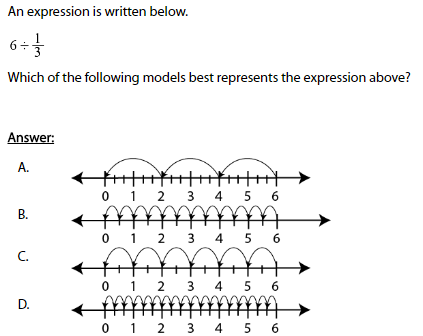 An expression is written below.
6 ÷ 1/3
Which of the following models best represents the expression above?
Answer:
A.
0 1 2 3 4 5 6
B.
0 1 2 3 4 5 6
C.
0 1 2 3 4 5 6
D.
0 1 2 3 4 5 6